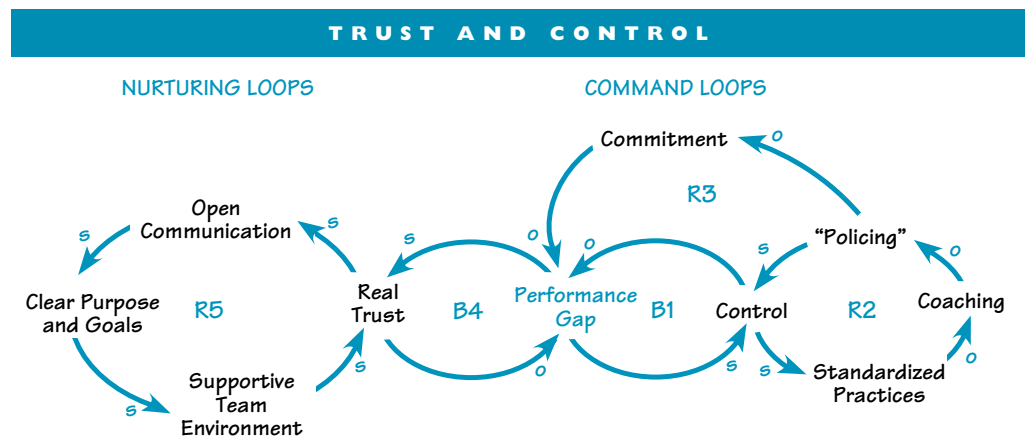 TRUST AND CONTROL
NURTURING LOOPS
COMMAND LOOPS
Commitment
o
R3
Open
Communication
s
s
s
o
o
"Policing"
s
o
Clear Purpose
and Goals
R5
Real
Trust
B4
Performance
Gap
B1
Control
R2
Coaching
s
Supportive
Team
Environment
s
o
s
s
Standardized
Practices
o